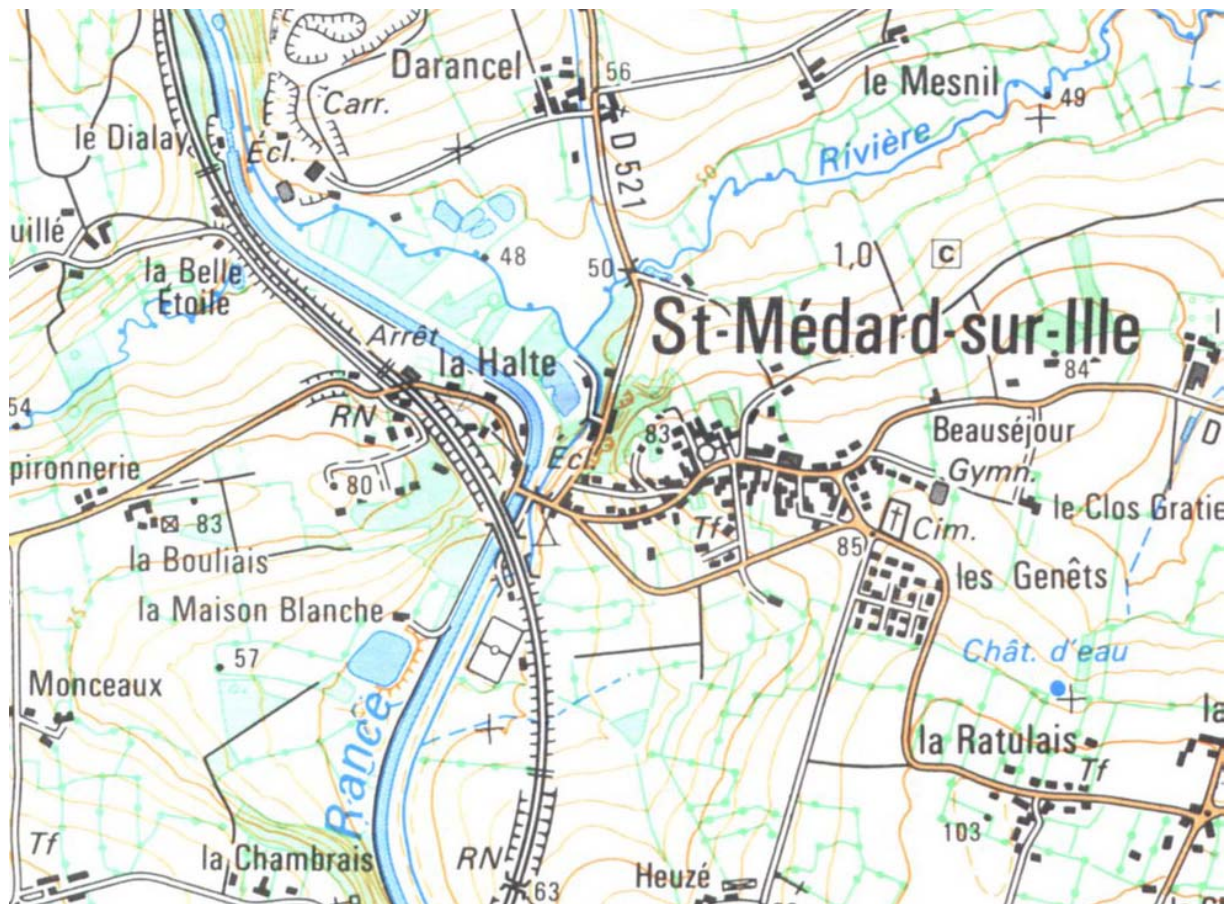 Darancel
56
le Mesnil
49
Carr.
le Dialay
Écl.
D 521
Rivière
50
uillé
la Belle
Étoile
48
50
1,0
C
St-Médard-sur-Ille
Arrêt
la Halte
84
54
RN
83
Beauséjour
D
pironnerie
80
Écl.
Gymn.
le Clos Gratie
83
Tf
85
Cim.
la Bouliais
les Genêts
75
la Maison Blanche
57
Chât. d'eau
Monceaux
la
la Ratulais
Tf
Rance
103
Tf
la Chambrais
RN
63
Heuzé